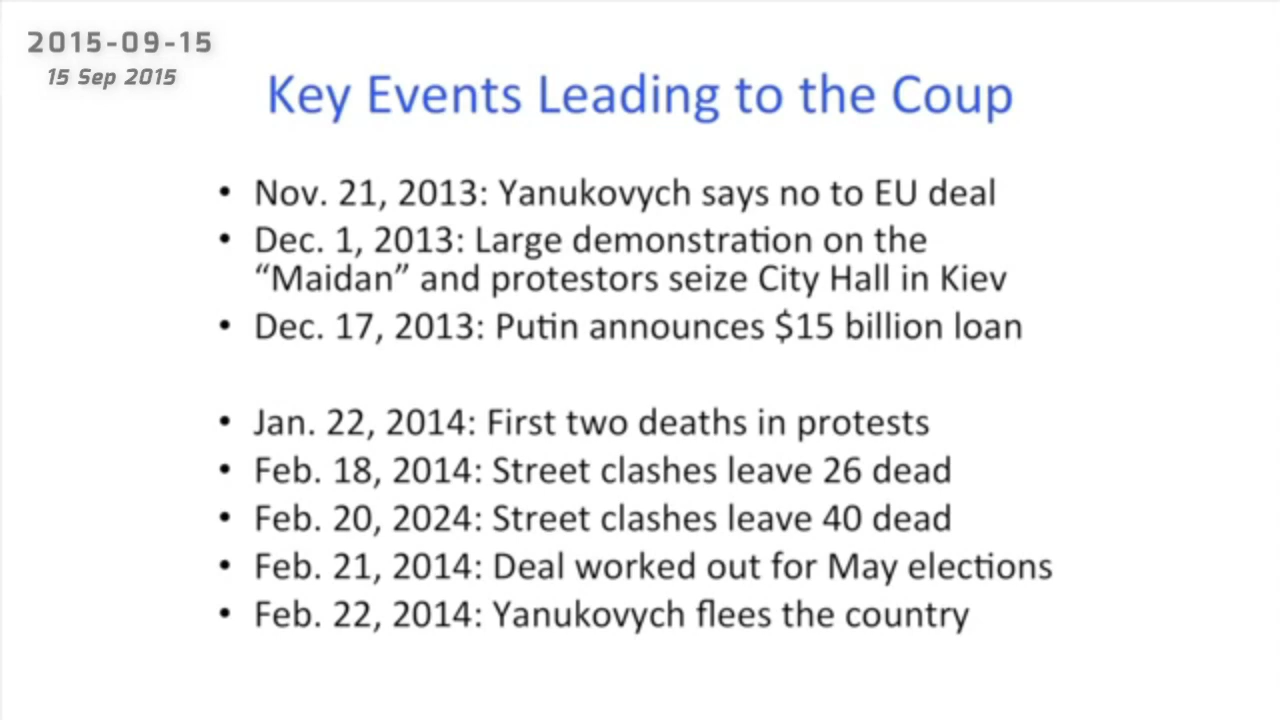 2015-09-15
15 Sep 2015
Key Events Leading to the Coup
• Nov. 21, 2013: Yanukovych says no to EU deal
• Dec. 1, 2013: Large demonstration on the
“Maidan” and protestors seize City Hall in Kiev
• Dec. 17, 2013: Putin announces $15 billion loan
• Jan. 22, 2014: First two deaths in protests
• Feb. 18, 2014: Street clashes leave 26 dead
• Feb. 20, 2024: Street clashes leave 40 dead
• Feb. 21, 2014: Deal worked out for May elections
• Feb. 22, 2014: Yanukovych flees the country